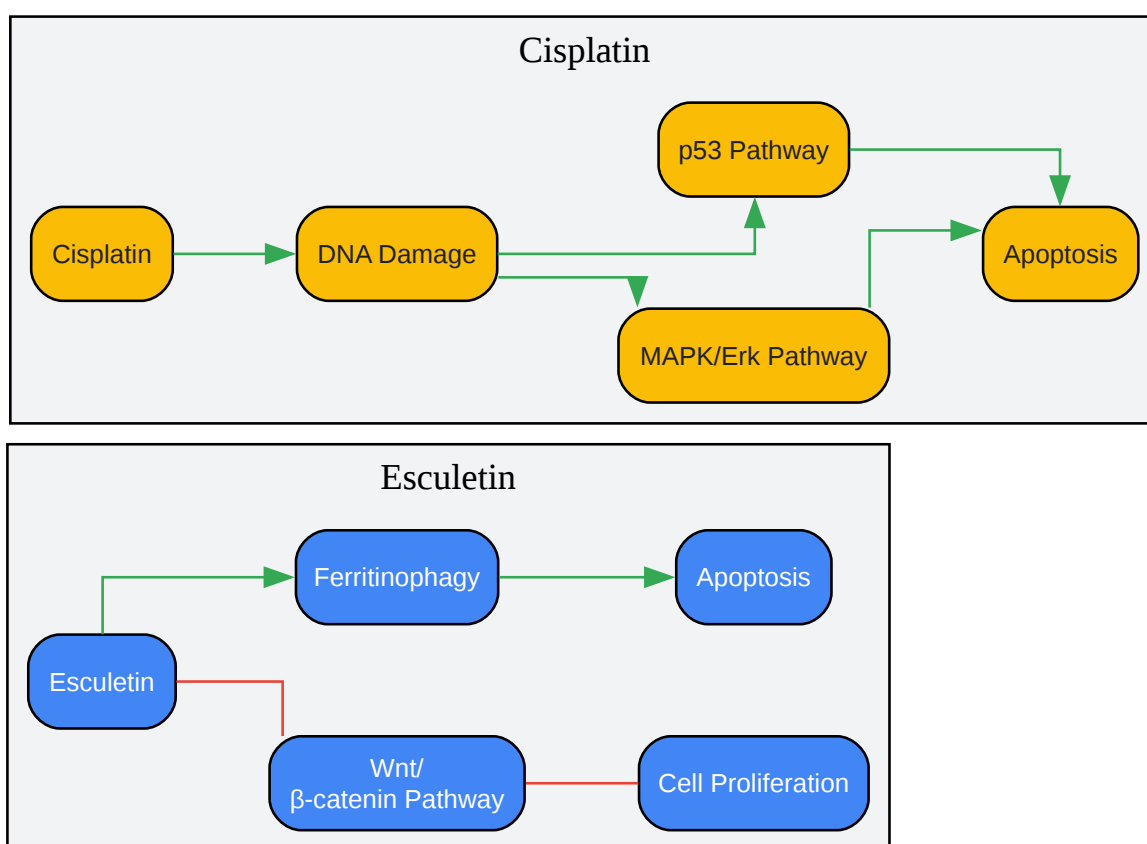 Cisplatin
p53 Pathway
Cisplatin
DNA Damage
Apoptosis
MAPK/Erk Pathway
Esculetin
Ferritinophagy
Apoptosis
Esculetin
Wnt/
β-catenin Pathway
Cell Proliferation